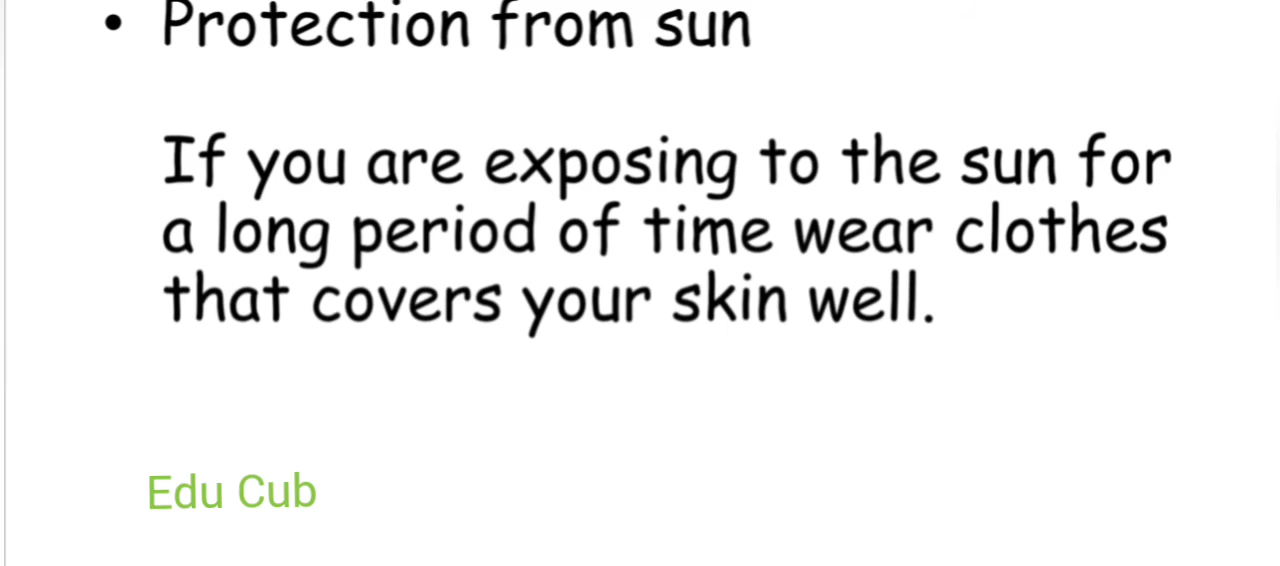 • Protection from sun
If you are exposing to the sun for
a long period of time wear clothes
that covers your skin well.
Edu Cub